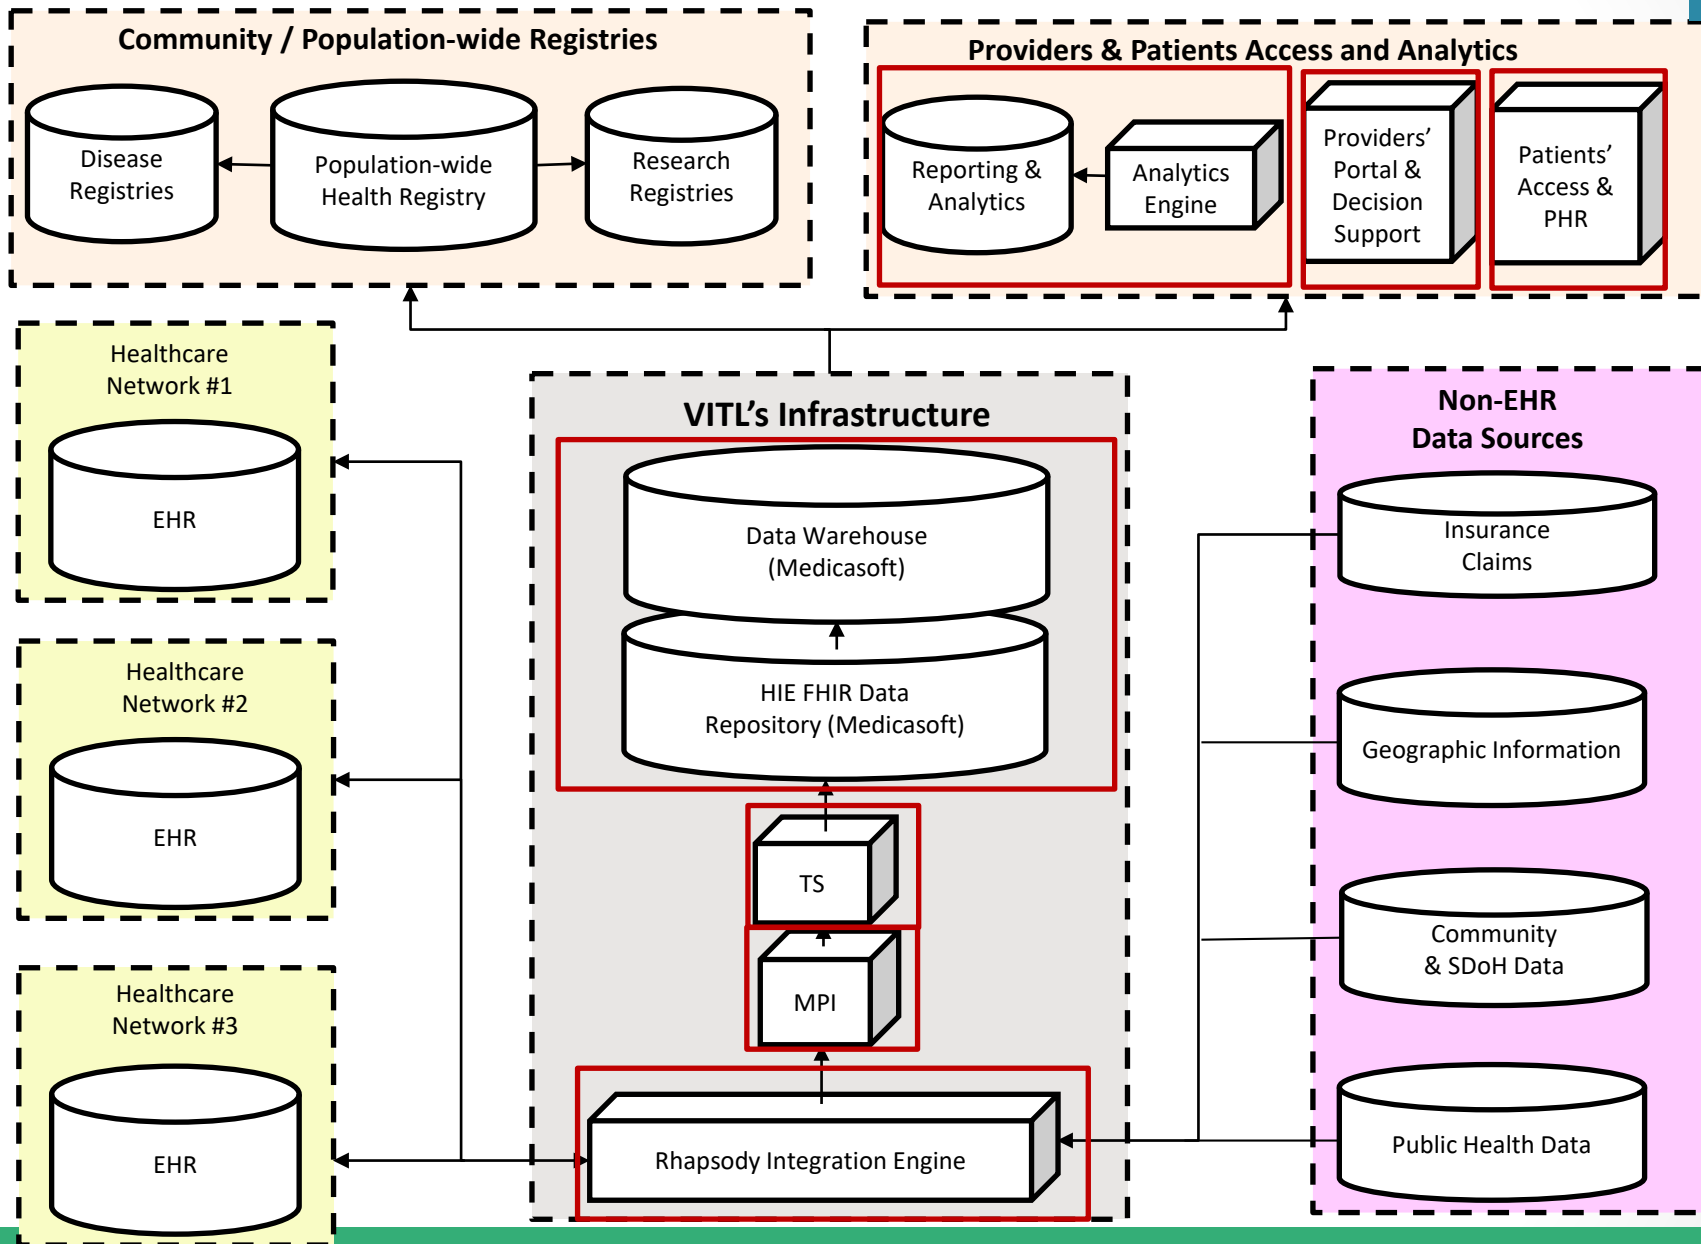 Community / Population-wide Registries
Disease
Registries
Population-wide
Health Registry
Research
Registries
Providers & Patients Access and Analytics
Reporting &
Analytics
Analytics
Engine
Providers’
Portal &
Decision
Support
Patients’
Access &
PHR
Healthcare
Network #1
EHR
Healthcare
Network #2
EHR
Healthcare
Network #3
EHR
VITL’s Infrastructure
Data Warehouse
(Medicasoft)
HIE FHIR Data
Repository (Medicasoft)
TS
MPI
Rhapsody Integration Engine
Non-EHR
Data Sources
Insurance
Claims
Geographic Information
Community
& SDoH Data
Public Health Data